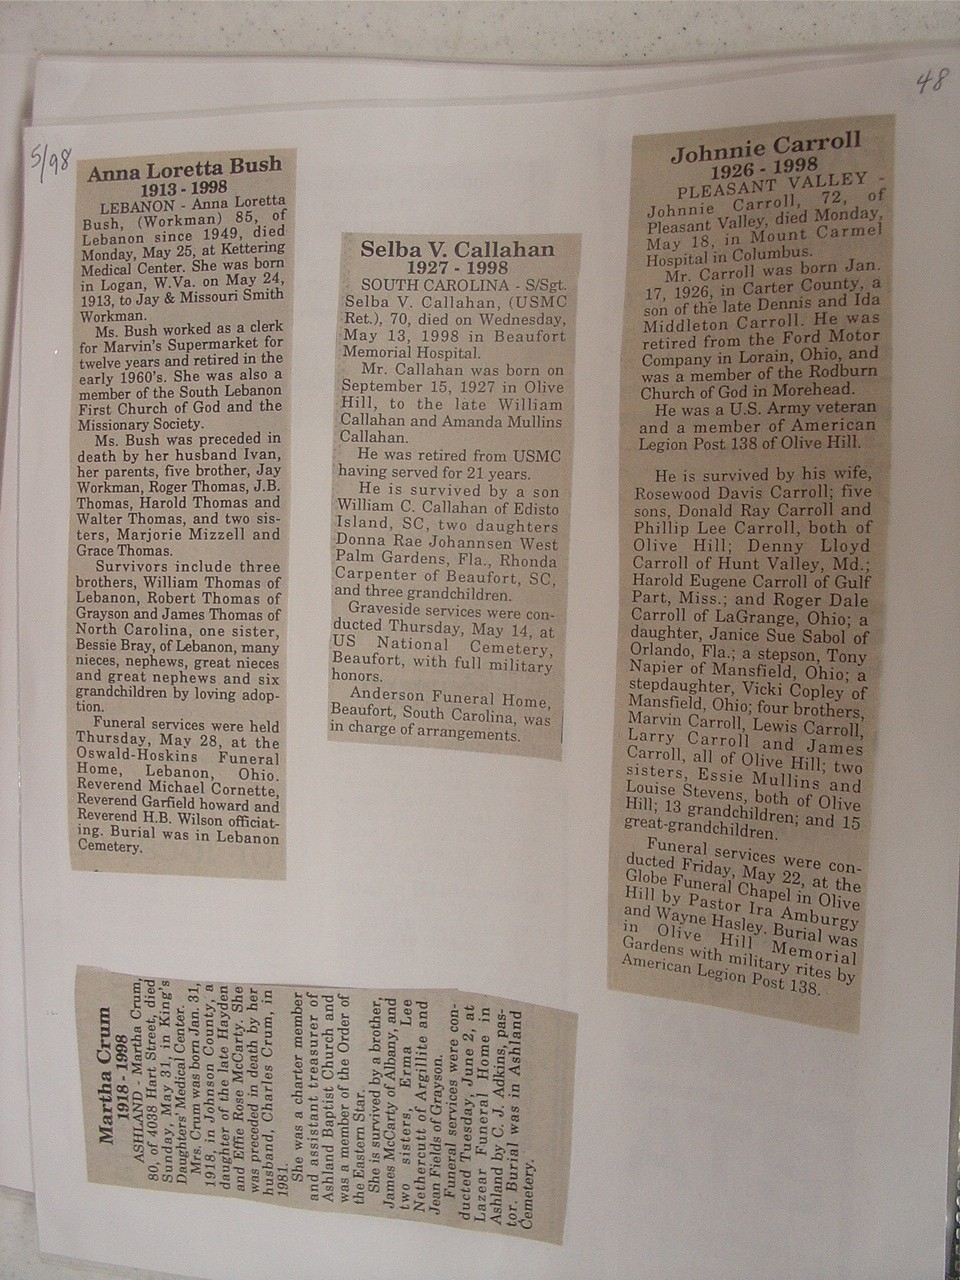 48
5/98
Anna Loretta Bush
1913 - 1998
LEBANON - Anna Loretta
Bush, (Workman) 85, of
Lebanon since 1949, died
Monday, May 25, at Kettering
Medical Center. She was born
in Logan, W.Va. on May 24,
1913, to Jay & Missouri Smith
Workman.
Ms. Bush worked as a clerk
for Marvin's Supermarket for
twelve years and retired in the
early 1960's. She was also a
member of the South Lebanon
First Church of God and the
Missionary Society.
Ms. Bush was preceded in
death by her husband Ivan,
her parents, five brother, Jay
Workman, Roger Thomas, J.B.
Thomas, Harold Thomas and
Walter Thomas, and two sis-
ters, Marjorie Mizzell and
Grace Thomas.
Survivors include three
brothers, William Thomas of
Lebanon, Robert Thomas of
Grayson and James Thomas of
North Carolina, one sister,
Bessie Bray, of Lebanon, many
nieces, nephews, great nieces
and great nephews and six
grandchildren by loving adop-
tion.
Funeral services were held
Thursday, May 28, at the
Oswald-Hoskins Funeral
Home, Lebanon, Ohio.
Reverend Michael Cornette,
Reverend Garfield howard and
Reverend H.B. Wilson officiat-
ing. Burial was in Lebanon
Cemetery.
Selba V. Callahan
1927 - 1998
SOUTH CAROLINA - S/Sgt.
Selba V. Callahan, (USMC
Ret.), 70, died on Wednesday,
May 13, 1998 in Beaufort
Memorial Hospital.
Mr. Callahan was born on
September 15, 1927 in Olive
Hill, to the late William
Callahan and Amanda Mullins
Callahan.
He was retired from USMC
having served for 21 years.
He is survived by a son
William C. Callahan of Edisto
Island, SC, two daughters
Donna Rae Johannsen West
Palm Gardens, Fla., Rhonda
Carpenter of Beaufort, SC,
and three grandchildren.
Graveside services were con-
ducted Thursday, May 14, at
US National Cemetery,
Beaufort, with full military
honors.
Anderson Funeral Home,
Beaufort, South Carolina, was
in charge of arrangements.
Johnnie Carroll
1926 - 1998
PLEASANT VALLEY -
Johnnie Carroll, 72, of
Pleasant Valley, died Monday,
May 18, in Mount Carmel
Hospital in Columbus.
Mr. Carroll was born Jan.
17, 1926, in Carter County, a
son of the late Dennis and Ida
Middleton Carroll. He was
retired from the Ford Motor
Company in Lorain, Ohio, and
was a member of the Rodburn
Church of God in Morehead.
He was a U.S. Army veteran
and a member of American
Legion Post 138 of Olive Hill.
He is survived by his wife,
Rosewood Davis Carroll; five
sons, Donald Ray Carroll and
Phillip Lee Carroll, both of
Olive Hill; Denny Lloyd
Carroll of Hunt Valley, Md.;
Harold Eugene Carroll of Gulf
Part, Miss.; and Roger Dale
Carroll of LaGrange, Ohio; a
daughter, Janice Sue Sabol of
Orlando, Fla.; a stepson, Tony
Napier of Mansfield, Ohio; a
stepdaughter, Vicki Copley of
Mansfield, Ohio; four brothers,
Marvin Carroll, Lewis Carroll,
Larry Carroll and James
Carroll, all of Olive Hill; two
sisters, Essie Mullins and
Louise Stevens, both of Olive
Hill; 13 grandchildren; and 15
great-grandchildren.
Funeral services were con-
ducted Friday, May 22, at the
Globe Funeral Chapel in Olive
Hill by Pastor Ira Amburgy
and Wayne Hasley. Burial was
in Olive Hill Memorial
Gardens with military rites by
American Legion Post 138.
Martha Crum
1918 - 1998
ASHLAND - Martha Crum,
80, of 4038 Hart Street, died
Sunday, May 31, in King's
Daughters' Medical Center.
Mrs. Crum was born Jan. 31,
1918, in Johnson County, a
daughter of the late Hayden
and Effie Rose McCarty. She
was preceded in death by her
husband, Charles Crum, in
1981.
She was a charter member
and assistant treasurer of
Ashland Baptist Church and
was a member of the Order of
the Eastern Star.
She is survived by a brother,
James McCarty of Albany, and
two sisters, Erma Lee
Nethercutt of Argillite and
Jean Fields of Grayson.
Funeral services were con-
ducted Tuesday, June 2, at
Lazear Funeral Home in
Ashland by C. J. Adkins, pas-
tor. Burial was in Ashland
Cemetery.